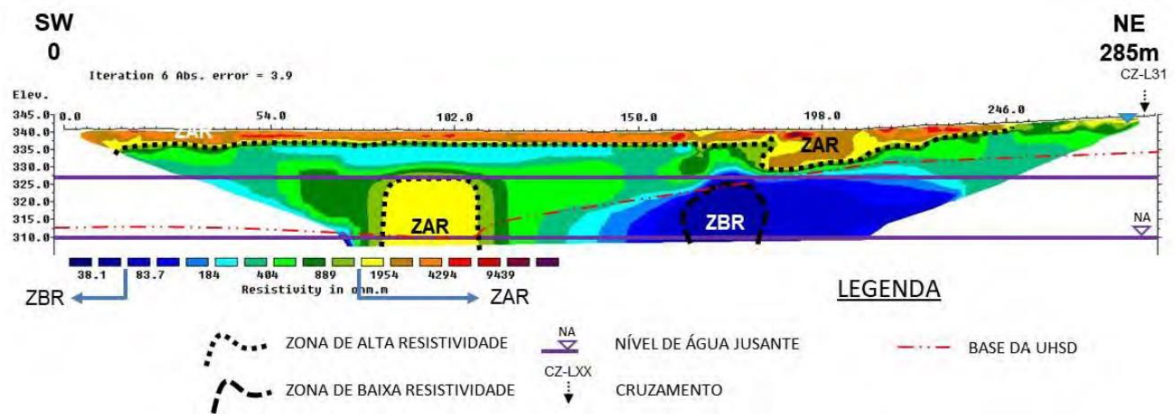 SW
0
NE
285m
CZ-L31
Iteration 6 Abs. error = 3.9
Elev.
345.0
340.0
335.0
330.0
325.0
320.0
315.0
310.0
0.0 54.0 102.0 150.0 198.0 246.0
ZAR
ZAR
ZAR
ZBR
NA
38.1 83.7 184 404 889 1954 4294 9439
Resistivity in ohm.m
ZBR
ZAR
LEGENDA
ZONA DE ALTA RESISTIVIDADE
NA
NÍVEL DE ÁGUA JUSANTE
BASE DA UHSD
ZONA DE BAIXA RESISTIVIDADE
CZ-LXX
CRUZAMENTO